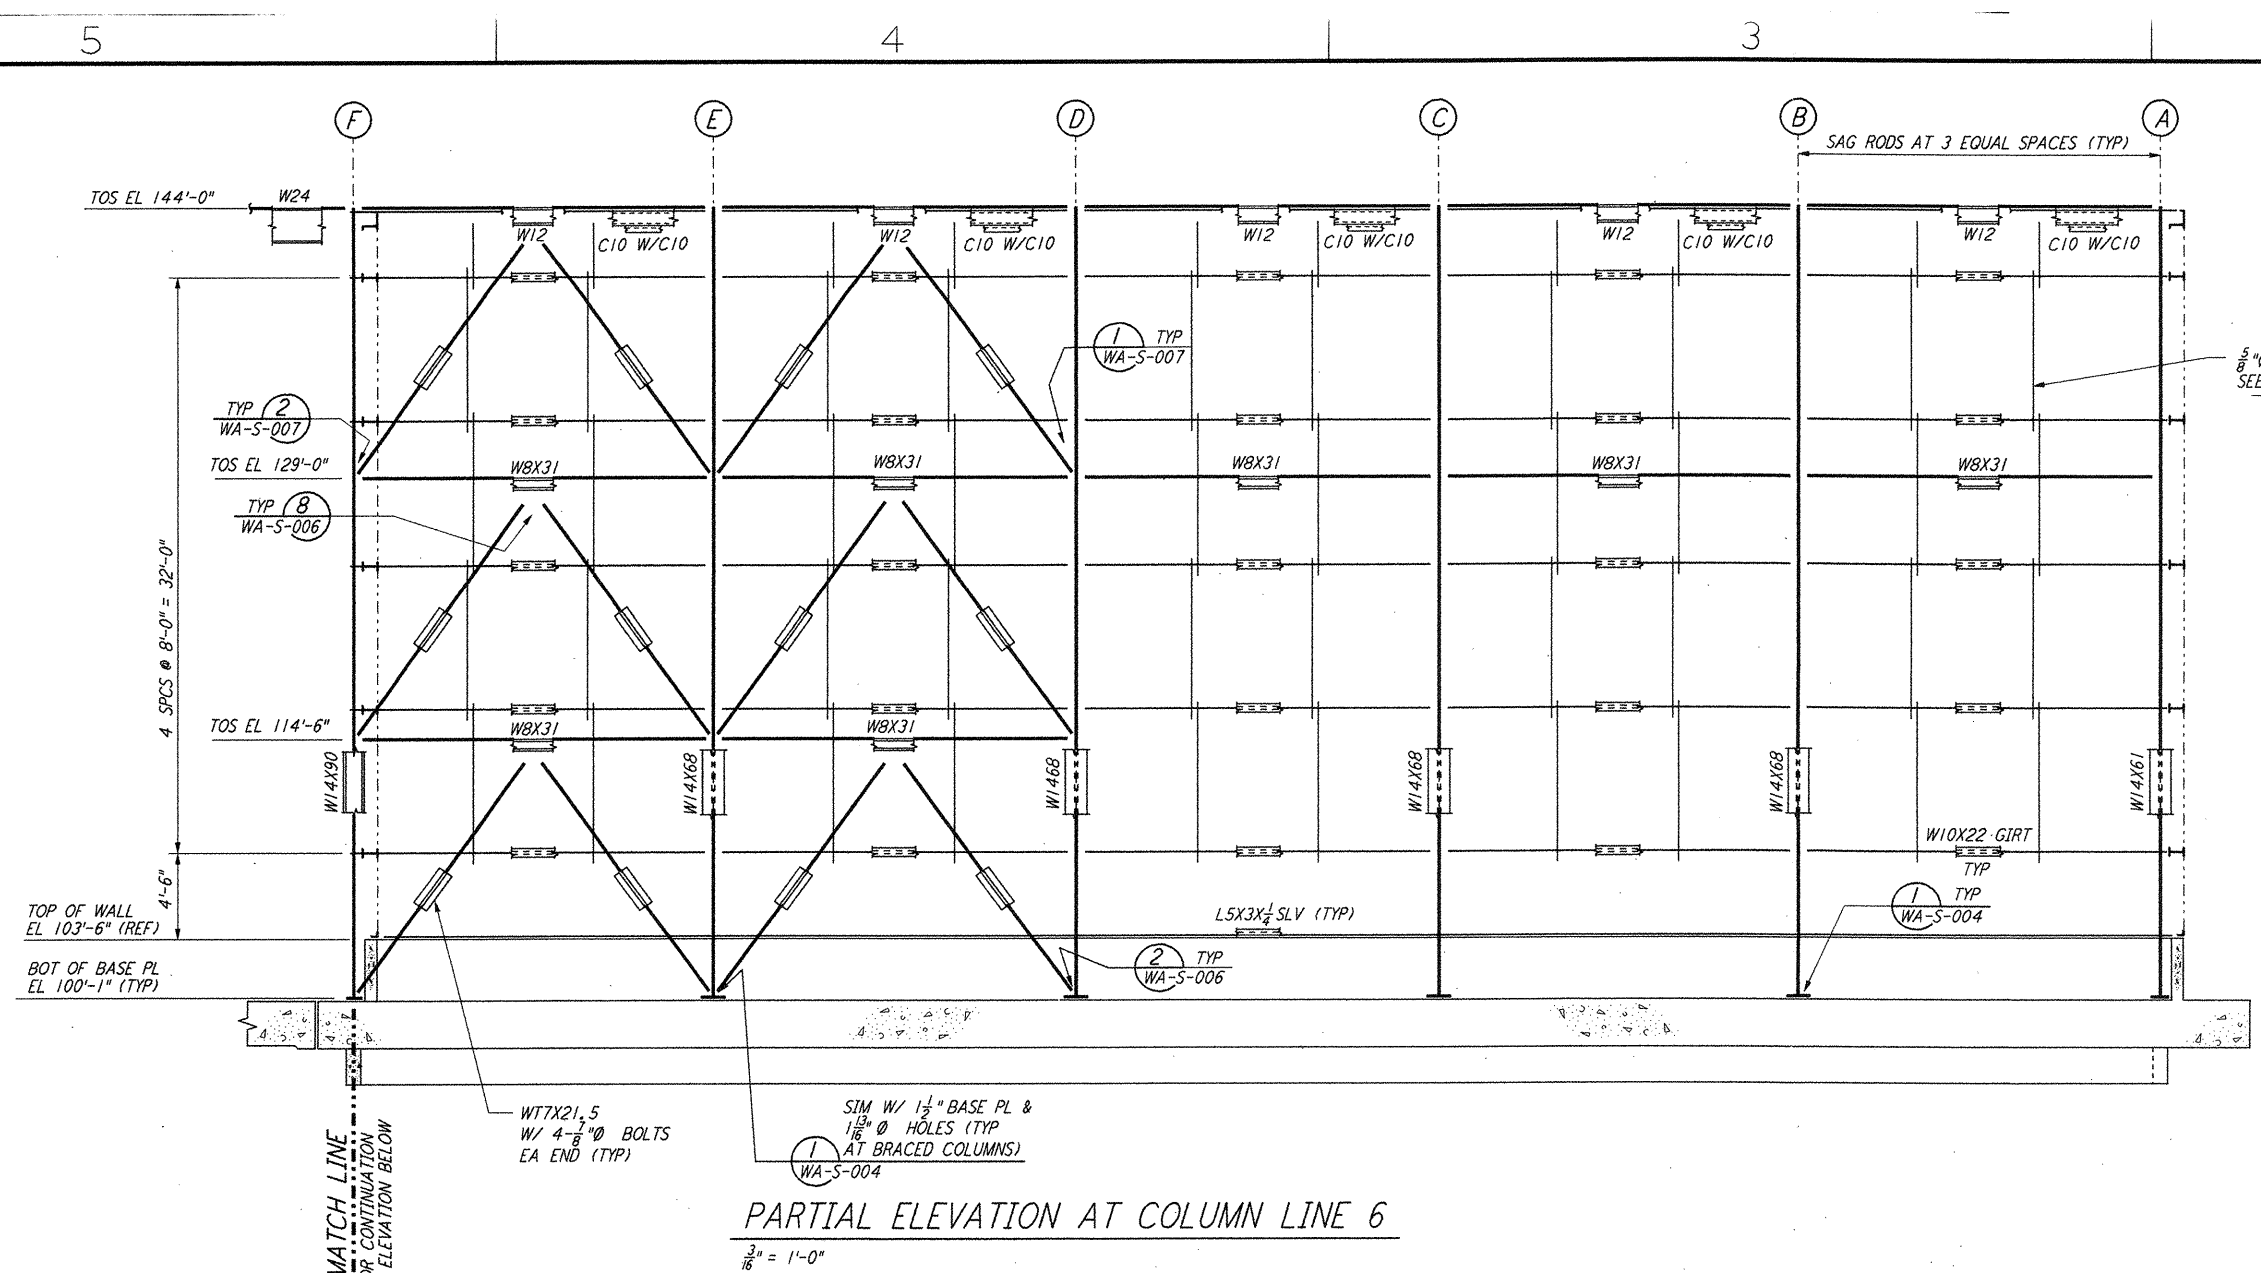 5
4
3
F
E
D
C
B
A
SAG RODS AT 3 EQUAL SPACES (TYP)
TOS EL 144'-0"
W24
W12
C10 W/C10
W12
C10 W/C10
W12
C10 W/C10
W12
C10 W/C10
W12
C10 W/C10
1 TYP
WA-S-007
5/8"
SEE
TYP 2
WA-S-007
TOS EL 129'-0"
W8X31
W8X31
W8X31
W8X31
W8X31
TYP 8
WA-S-006
4 SPCS @ 8'-0" = 32'-0"
TOS EL 114'-6"
W8X31
W8X31
W14X90
W14X68
W1468
W14X68
W14X68
W14X61
W10X22 GIRT
TYP
4'-6"
1 TYP
WA-S-004
TOP OF WALL
EL 103'-6" (REF)
L5X3X1/4 SLV (TYP)
BOT OF BASE PL
EL 100'-1" (TYP)
2 TYP
WA-S-006
WT7X21.5
W/ 4-7/8"Ø BOLTS
EA END (TYP)
SIM W/ 1 1/2" BASE PL &
1 13/16" Ø HOLES (TYP
AT BRACED COLUMNS)
1
WA-S-004
MATCH LINE
OR CONTINUATION
ELEVATION BELOW
PARTIAL ELEVATION AT COLUMN LINE 6
3/16" = 1'-0"